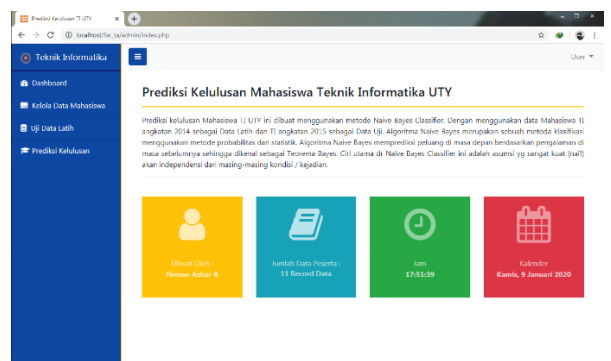 Prediksi Kelulusan TI UTY
localhost/fw_ta/admin/index.php
Teknik Informatika
User
Dashboard
Kelola Data Mahasiswa
Uji Data Latih
Prediksi Kelulusan
Prediksi Kelulusan Mahasiswa Teknik Informatika UTY
Prediksi kelulusan Mahasiswa TI UTY ini dibuat menggunakan metode Naive Bayes Classifier. Dengan menggunakan data Mahasiswa TI
angkatan 2014 sebagai Data Latih dan TI angkatan 2015 sebagai Data Uji. Algoritma Naive Bayes merupakan sebuah metoda klasifikasi
menggunakan metode probabilitas dan statistik. Algoritma Naive Bayes memprediksi peluang di masa depan berdasarkan pengalaman di
masa sebelumnya sehingga dikenal sebagai Teorema Bayes. Ciri utama dr Naïve Bayes Classifier ini adalah asumsi yg sangat kuat (naïf)
akan independensi dari masing-masing kondisi / kejadian.
Dibuat Oleh :
Firman Azhar R
Jumlah Data Peserta :
11 Record Data
Jam
17:51:39
Kalender
Kamis, 9 Januari 2020